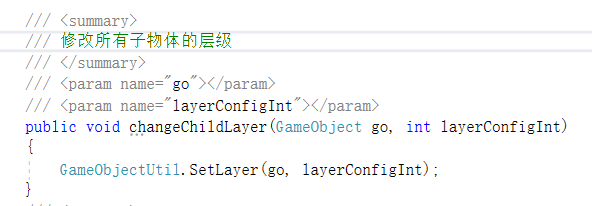 /// <summary>
/// 修改所有子物体的层级
/// </summary>
/// <param name="go"></param>
/// <param name="layerConfigInt"></param>
public void changeChildLayer(GameObject go, int layerConfigInt)
{
GameObjectUtil.SetLayer(go, layerConfigInt);
}